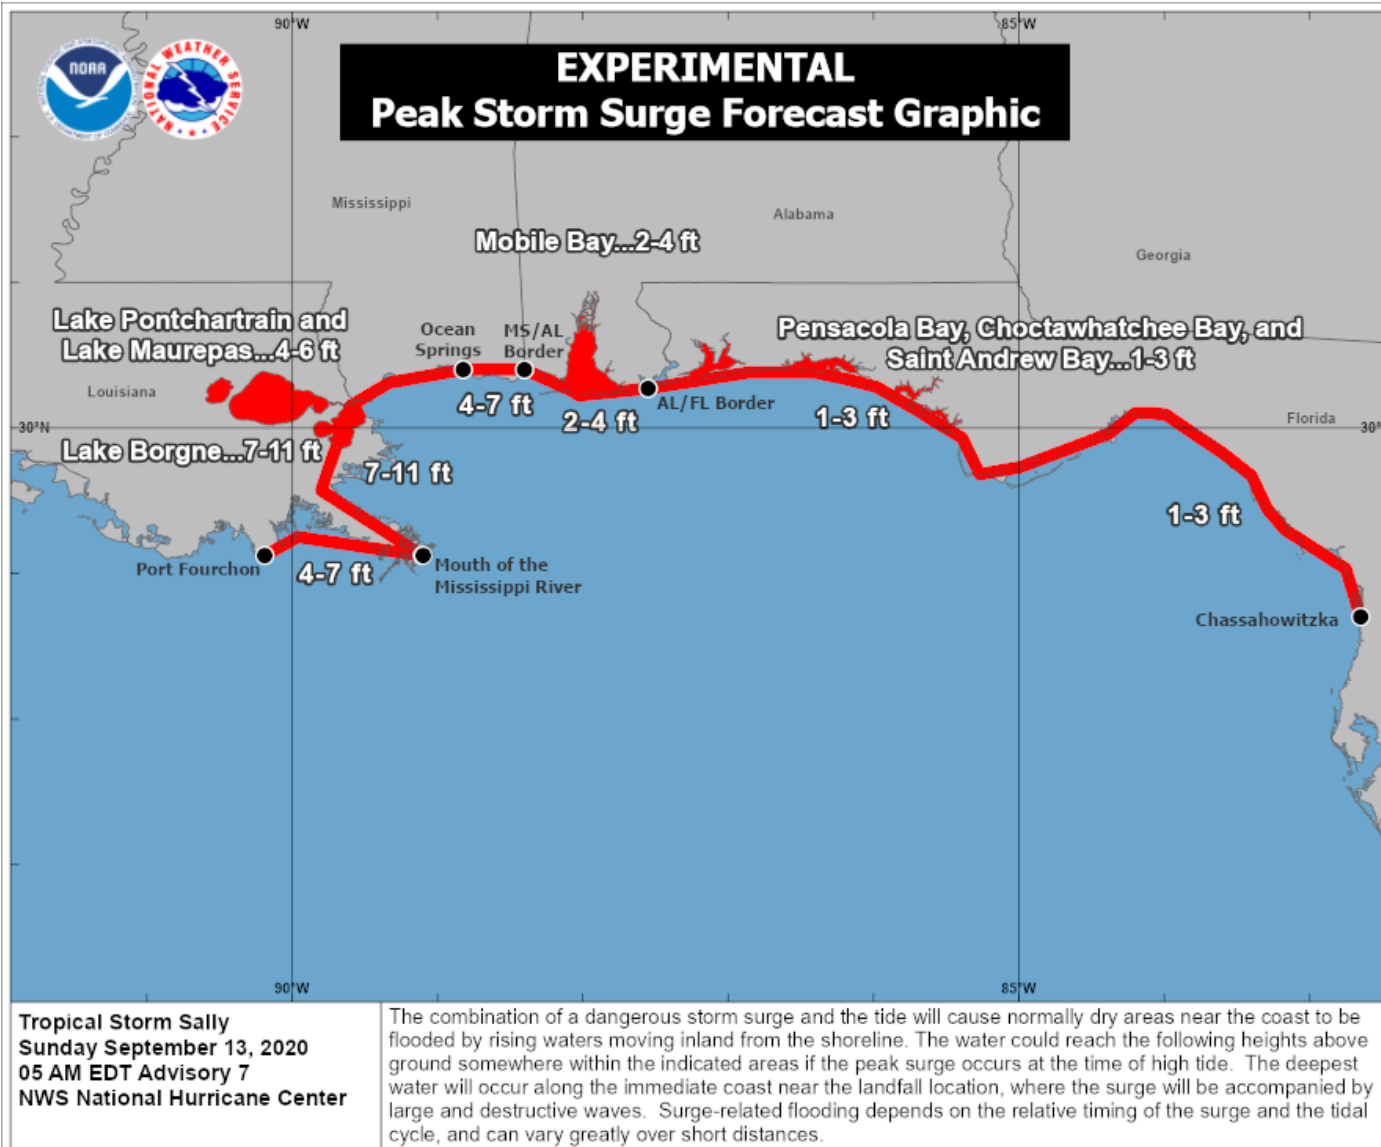 90°W
85°W
NOAA
NATIONAL WEATHER SERVICE
EXPERIMENTAL
Peak Storm Surge Forecast Graphic
Mississippi
Alabama
Georgia
Mobile Bay...2-4 ft
Lake Pontchartrain and
Lake Maurepas...4-6 ft
Ocean
Springs
MS/AL
Border
Pensacola Bay, Choctawhatchee Bay, and
Saint Andrew Bay...1-3 ft
Louisiana
4-7 ft
2-4 ft
AL/FL Border
1-3 ft
Florida
30°N
30°
Lake Borgne...7-11 ft
7-11 ft
1-3 ft
Port Fourchon
4-7 ft
Mouth of the
Mississippi River
Chassahowitzka
90°W
85°W
Tropical Storm Sally
Sunday September 13, 2020
05 AM EDT Advisory 7
NWS National Hurricane Center
The combination of a dangerous storm surge and the tide will cause normally dry areas near the coast to be
flooded by rising waters moving inland from the shoreline. The water could reach the following heights above
ground somewhere within the indicated areas if the peak surge occurs at the time of high tide. The deepest
water will occur along the immediate coast near the landfall location, where the surge will be accompanied by
large and destructive waves. Surge-related flooding depends on the relative timing of the surge and the tidal
cycle, and can vary greatly over short distances.